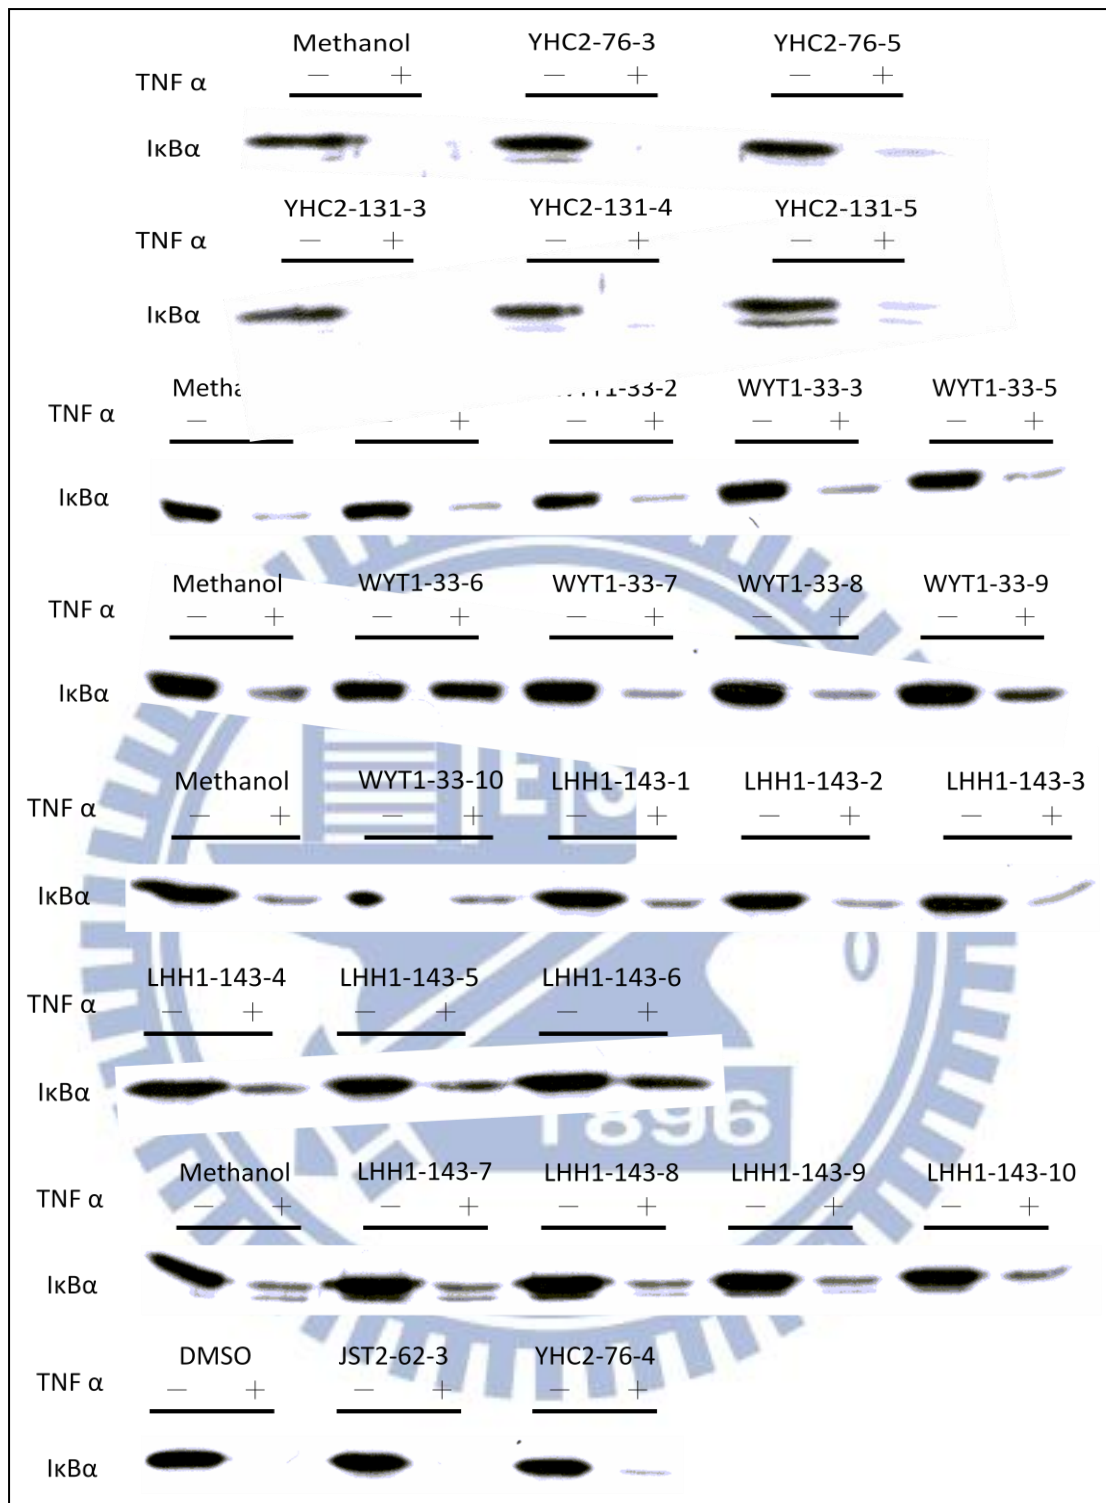 Methanol YHC2-76-3 YHC2-76-5
TNF α — + — + — +
IκBα
YHC2-131-3 YHC2-131-4 YHC2-131-5
TNF α — + — + — +
IκBα
WYT1-33-3 WYT1-33-5
TNF α — + — + — + — +
IκBα
Methanol WYT1-33-6 WYT1-33-7 WYT1-33-8 WYT1-33-9
TNF α — + — + — + — + — +
IκBα
Methanol WYT1-33-10 LHH1-143-1 LHH1-143-2 LHH1-143-3
TNF α — + — + — + — + — +
IκBα
LHH1-143-4 LHH1-143-5 LHH1-143-6
TNF α — + — + — +
IκBα
1896
Methanol LHH1-143-7 LHH1-143-8 LHH1-143-9 LHH1-143-10
TNF α — + — + — + — + — +
IκBα
DMSO JST2-62-3 YHC2-76-4
TNF α — + — + — +
IκBα